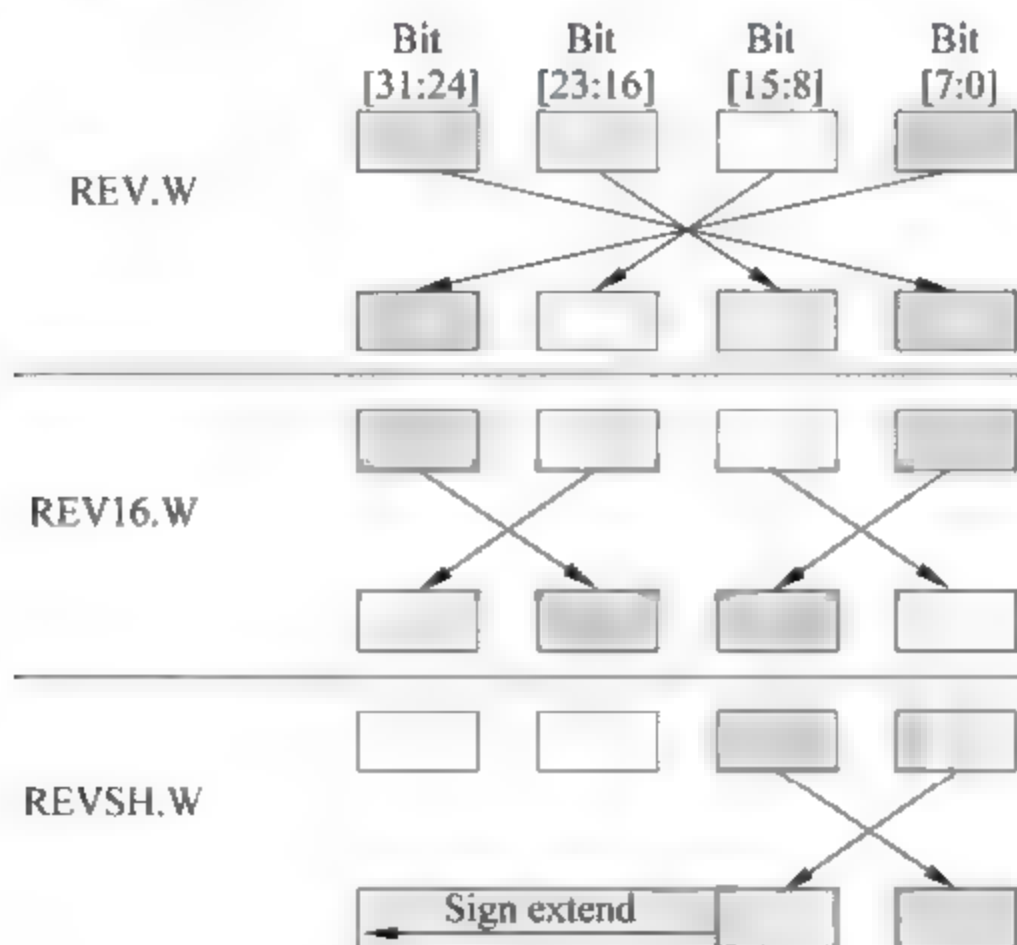 Bit Bit Bit Bit
[31:24] [23:16] [15:8] [7:0]
REV.W
REV16.W
REVSH.W
Sign extend